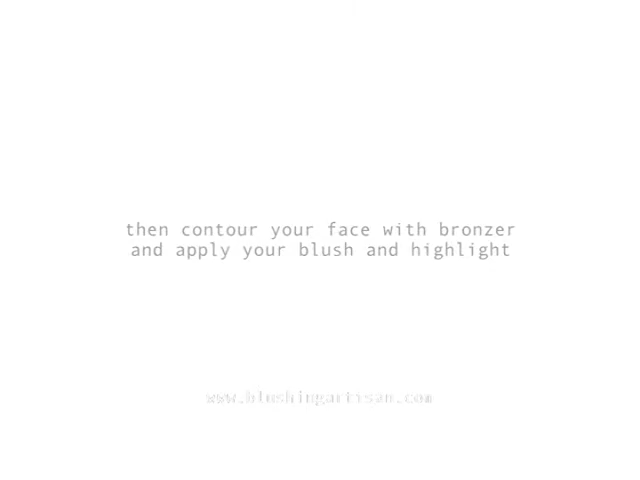 then contour your face with bronzer
and apply your blush and highlight
www.blushingartisan.com